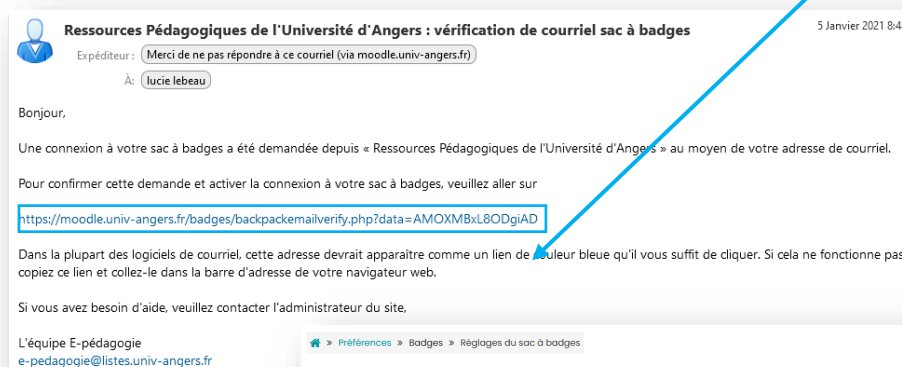 Ressources Pédagogiques de l'Université d'Angers : vérification de courriel sac à badges
5 Janvier 2021 8:4
Expéditeur : Merci de ne pas répondre à ce courriel (via moodle.univ-angers.fr)
À: lucie lebeau
Bonjour,
Une connexion à votre sac à badges a été demandée depuis « Ressources Pédagogiques de l'Université d'Angers » au moyen de votre adresse de courriel.
Pour confirmer cette demande et activer la connexion à votre sac à badges, veuillez aller sur
https://moodle.univ-angers.fr/badges/backpackemailverify.php?data=AMOXMBxL8ODgiAD
Dans la plupart des logiciels de courriel, cette adresse devrait apparaître comme un lien de couleur bleue qu'il vous suffit de cliquer. Si cela ne fonctionne pas
copiez ce lien et collez-le dans la barre d'adresse de votre navigateur web.
Si vous avez besoin d'aide, veuillez contacter l'administrateur du site,
L'équipe E-pédagogie
e-pedagogie@listes.univ-angers.fr
» Préférences » Badges » Réglages du sac à badges